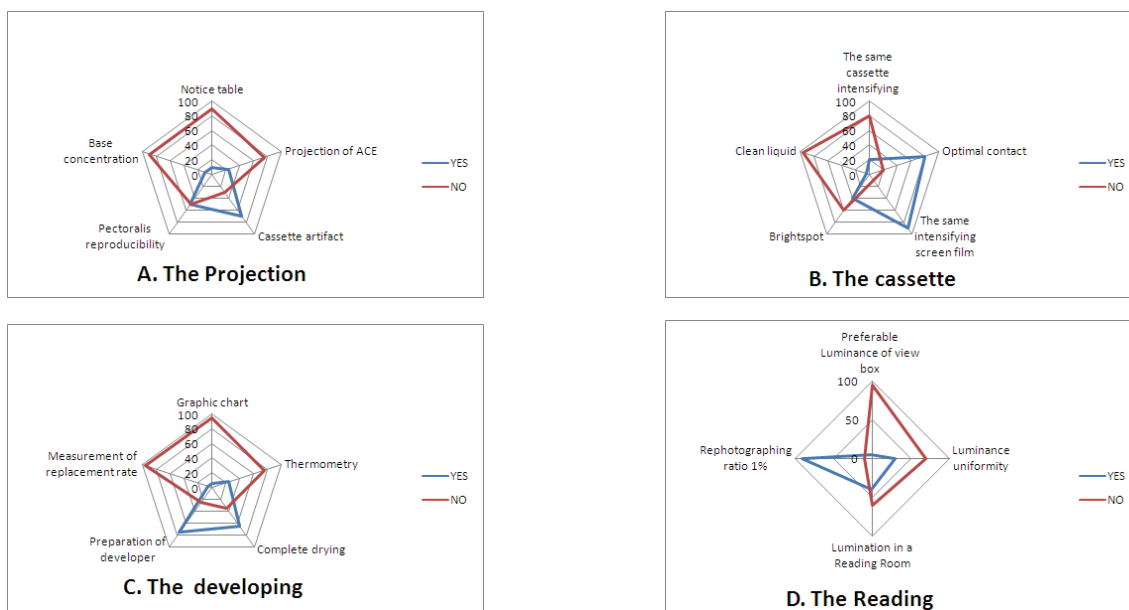 Notice table
100
80
60
40
20
0
Projection of ACE
Base
concentration
Pectoralis
reproducibility
Cassette artifact
YES
NO
A. The Projection
The same
cassette
intensifying
100
80
60
40
20
0
Clean liquid
Optimal contact
Brightspot
The same
intensifying
screen film
YES
NO
B. The cassette
Graphic chart
100
80
60
40
20
0
Measurement of
replacement rate
Thermometry
Preparation of
developer
Complete drying
YES
NO
C. The developing
Preferable
Luminance of view
box
100
50
0
Rephotographing
ratio 1%
Luminance
uniformity
Lumination in a
Reading Room
YES
NO
D. The Reading